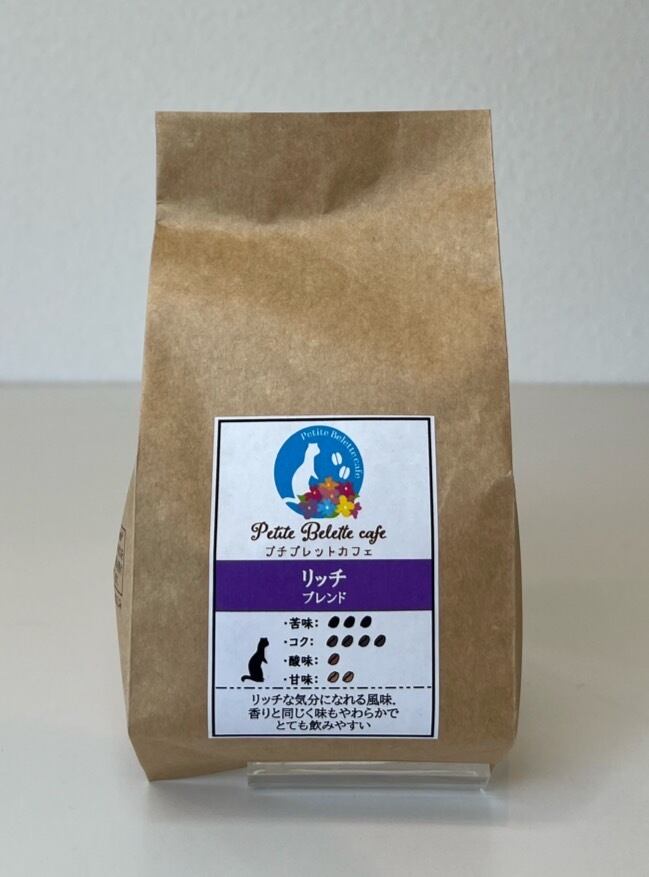 Petite Belette cafe
Petite Belette cafe
プチブレットカフェ
リッチ
ブレンド
・苦味：
・コク：
・酸味：
・甘味：
リッチな気分になれる風味．
香りと同じく味もやわらかで
とても飲みやすい